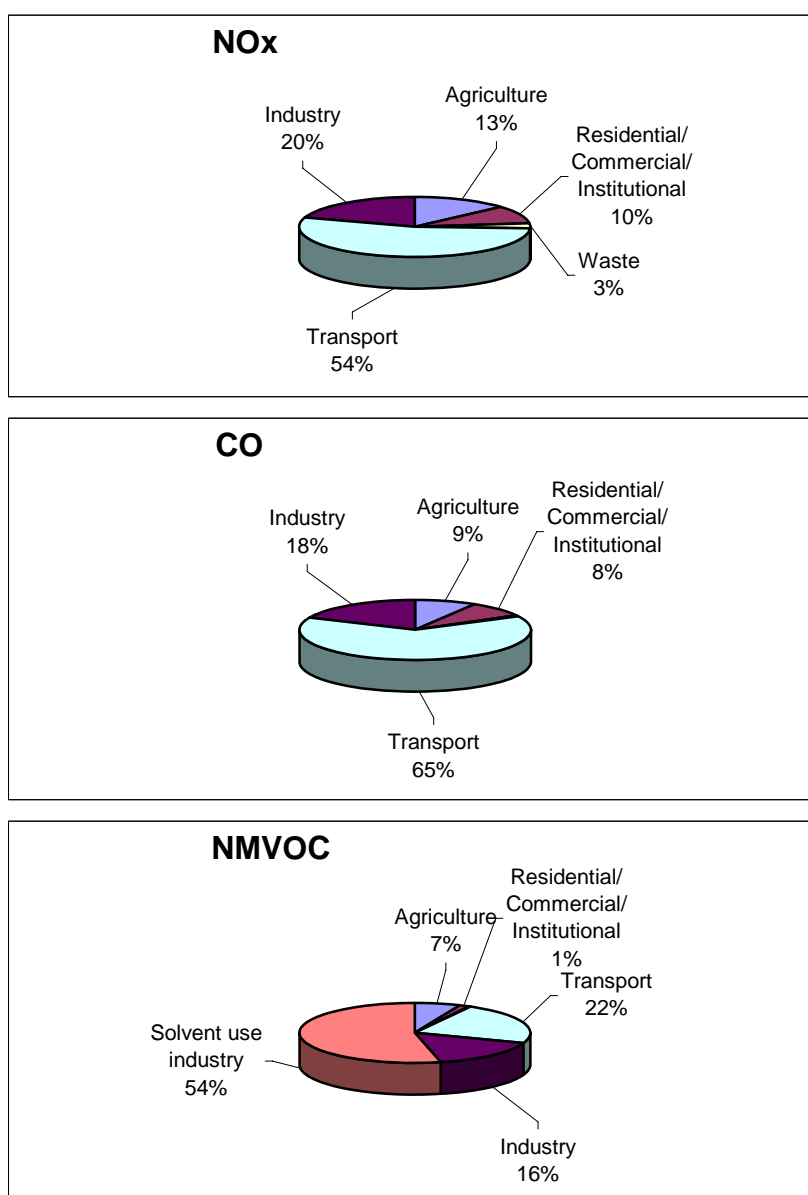 NOx
Agriculture
13%
Industry
20%
Residential/
Commercial/
Institutional
10%
Waste
3%
Transport
54%
CO
Residential/
Commercial/
Institutional
8%
Agriculture
9%
Industry
18%
Transport
65%
NMVOC
Residential/
Commercial/
Institutional
1%
Agriculture
7%
Transport
22%
Solvent use
industry
54%
Industry
16%